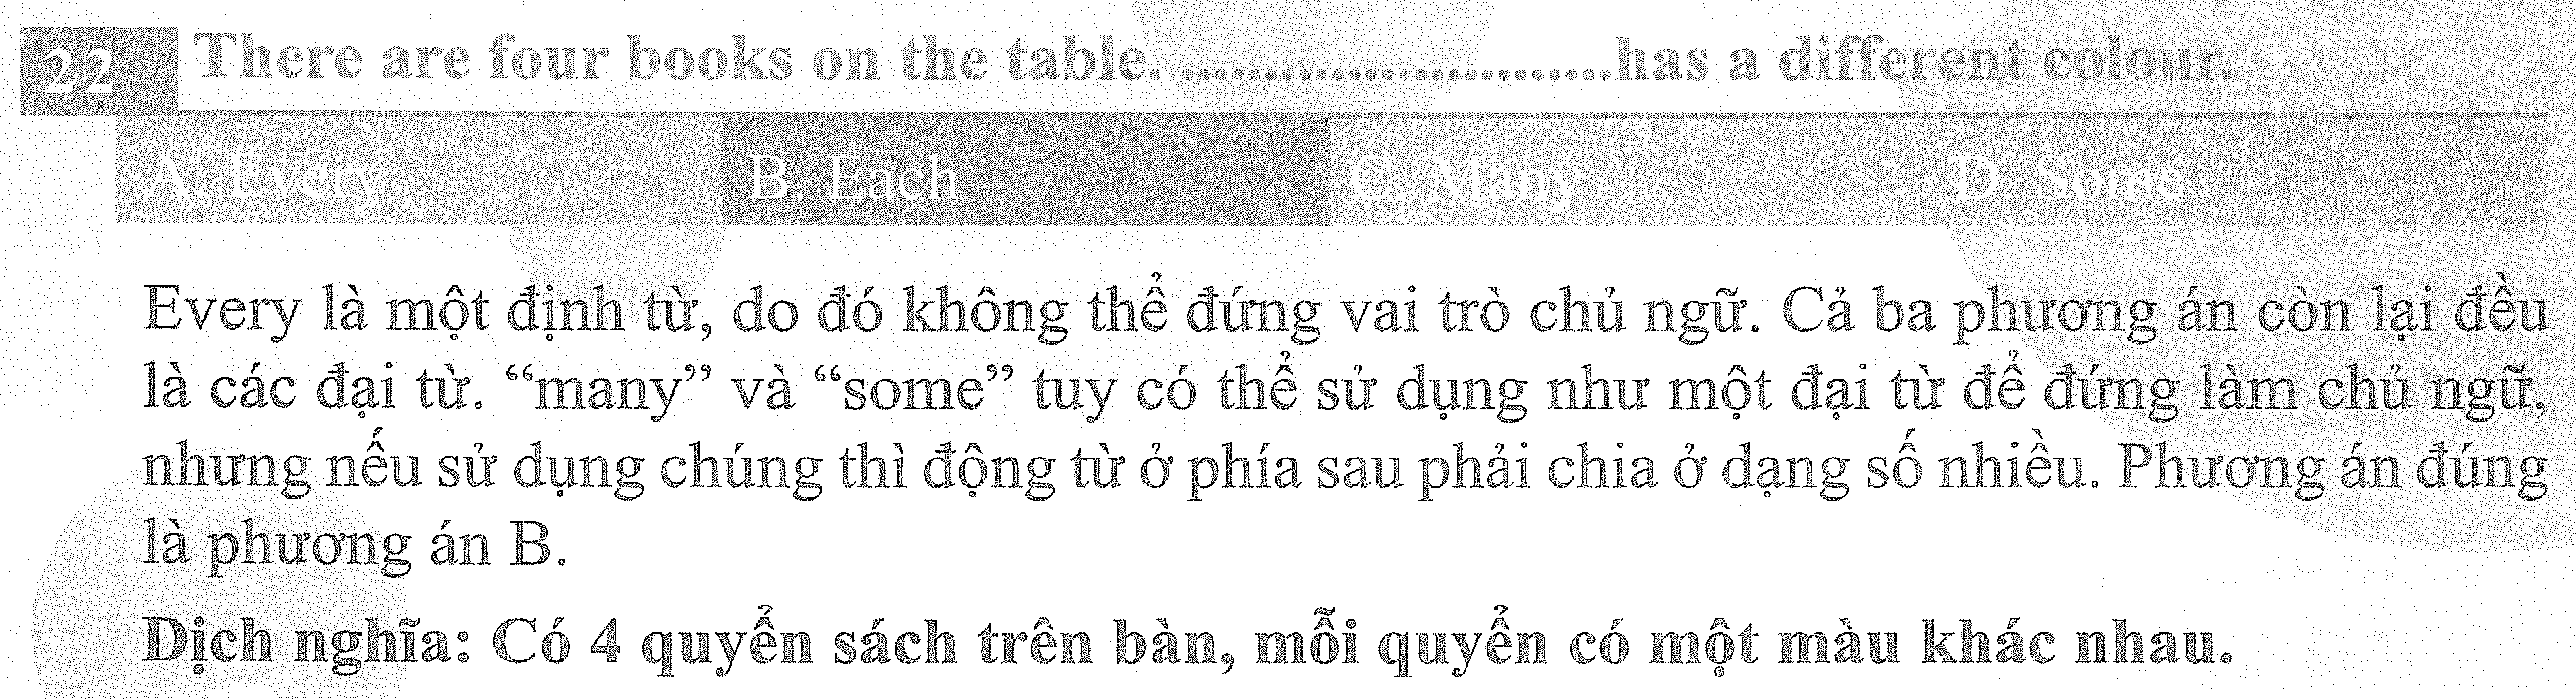 22 There are four books on the table. ..........................has a different colour.
A. Every B. Each C. Many D. Some
Every là một định từ, do đó không thể đứng vai trò chủ ngữ. Cả ba phương án còn lại đều
là các đại từ. “many” và “some” tuy có thể sử dụng như một đại từ để đứng làm chủ ngữ,
nhưng nếu sử dụng chúng thì động từ ở phía sau phải chia ở dạng số nhiều. Phương án đúng
là phương án B.
Dịch nghĩa: Có 4 quyển sách trên bàn, mỗi quyển có một màu khác nhau.